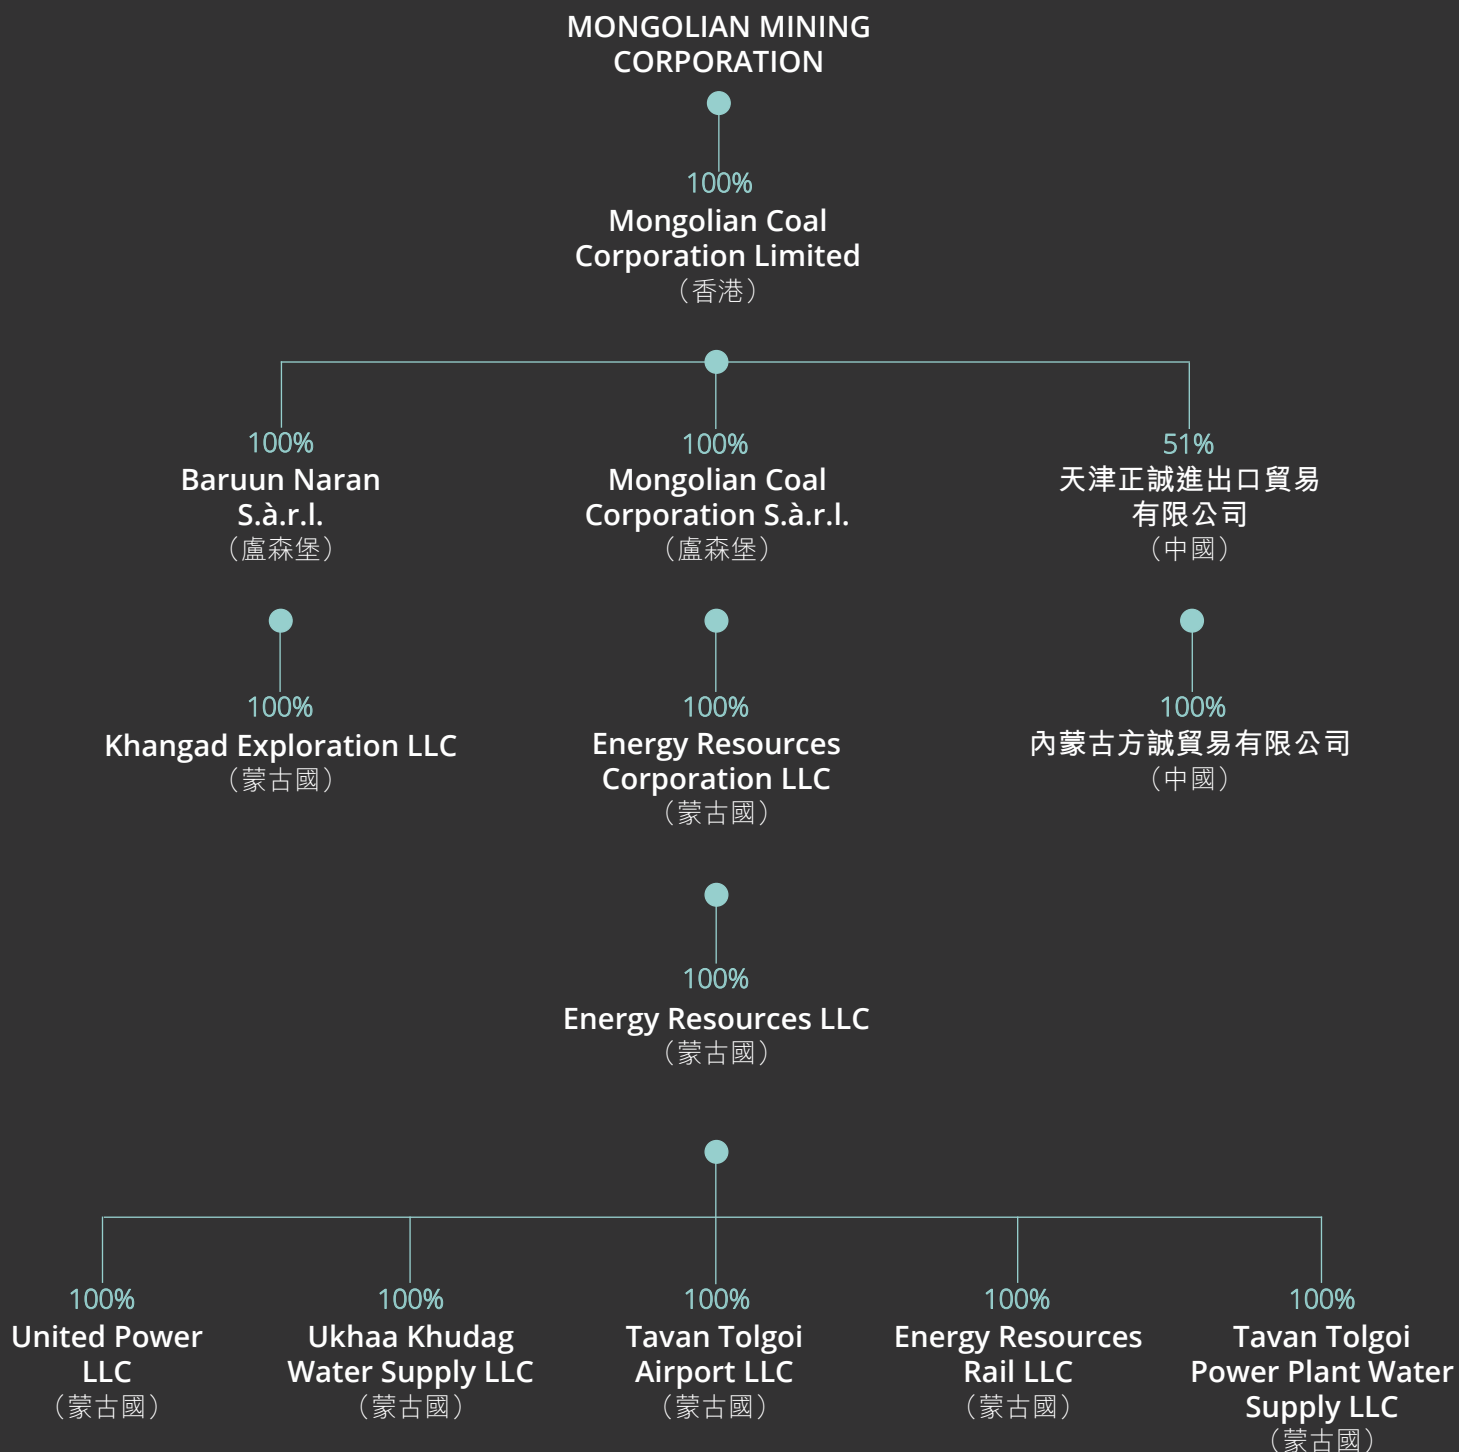 MONGOLIAN MINING
CORPORATION
100%
Mongolian Coal
Corporation Limited
（香港）
100%
Baruun Naran
S.à.r.l.
（盧森堡）
100%
Mongolian Coal
Corporation S.à.r.l.
（盧森堡）
51%
天津正誠進出口貿易
有限公司
（中國）
100%
Khangad Exploration LLC
（蒙古國）
100%
Energy Resources
Corporation LLC
（蒙古國）
100%
內蒙古方誠貿易有限公司
（中國）
100%
Energy Resources LLC
（蒙古國）
100%
United Power
LLC
（蒙古國）
100%
Ukhaa Khudag
Water Supply LLC
（蒙古國）
100%
Tavan Tolgoi
Airport LLC
（蒙古國）
100%
Energy Resources
Rail LLC
（蒙古國）
100%
Tavan Tolgoi
Power Plant Water
Supply LLC
（蒙古國）